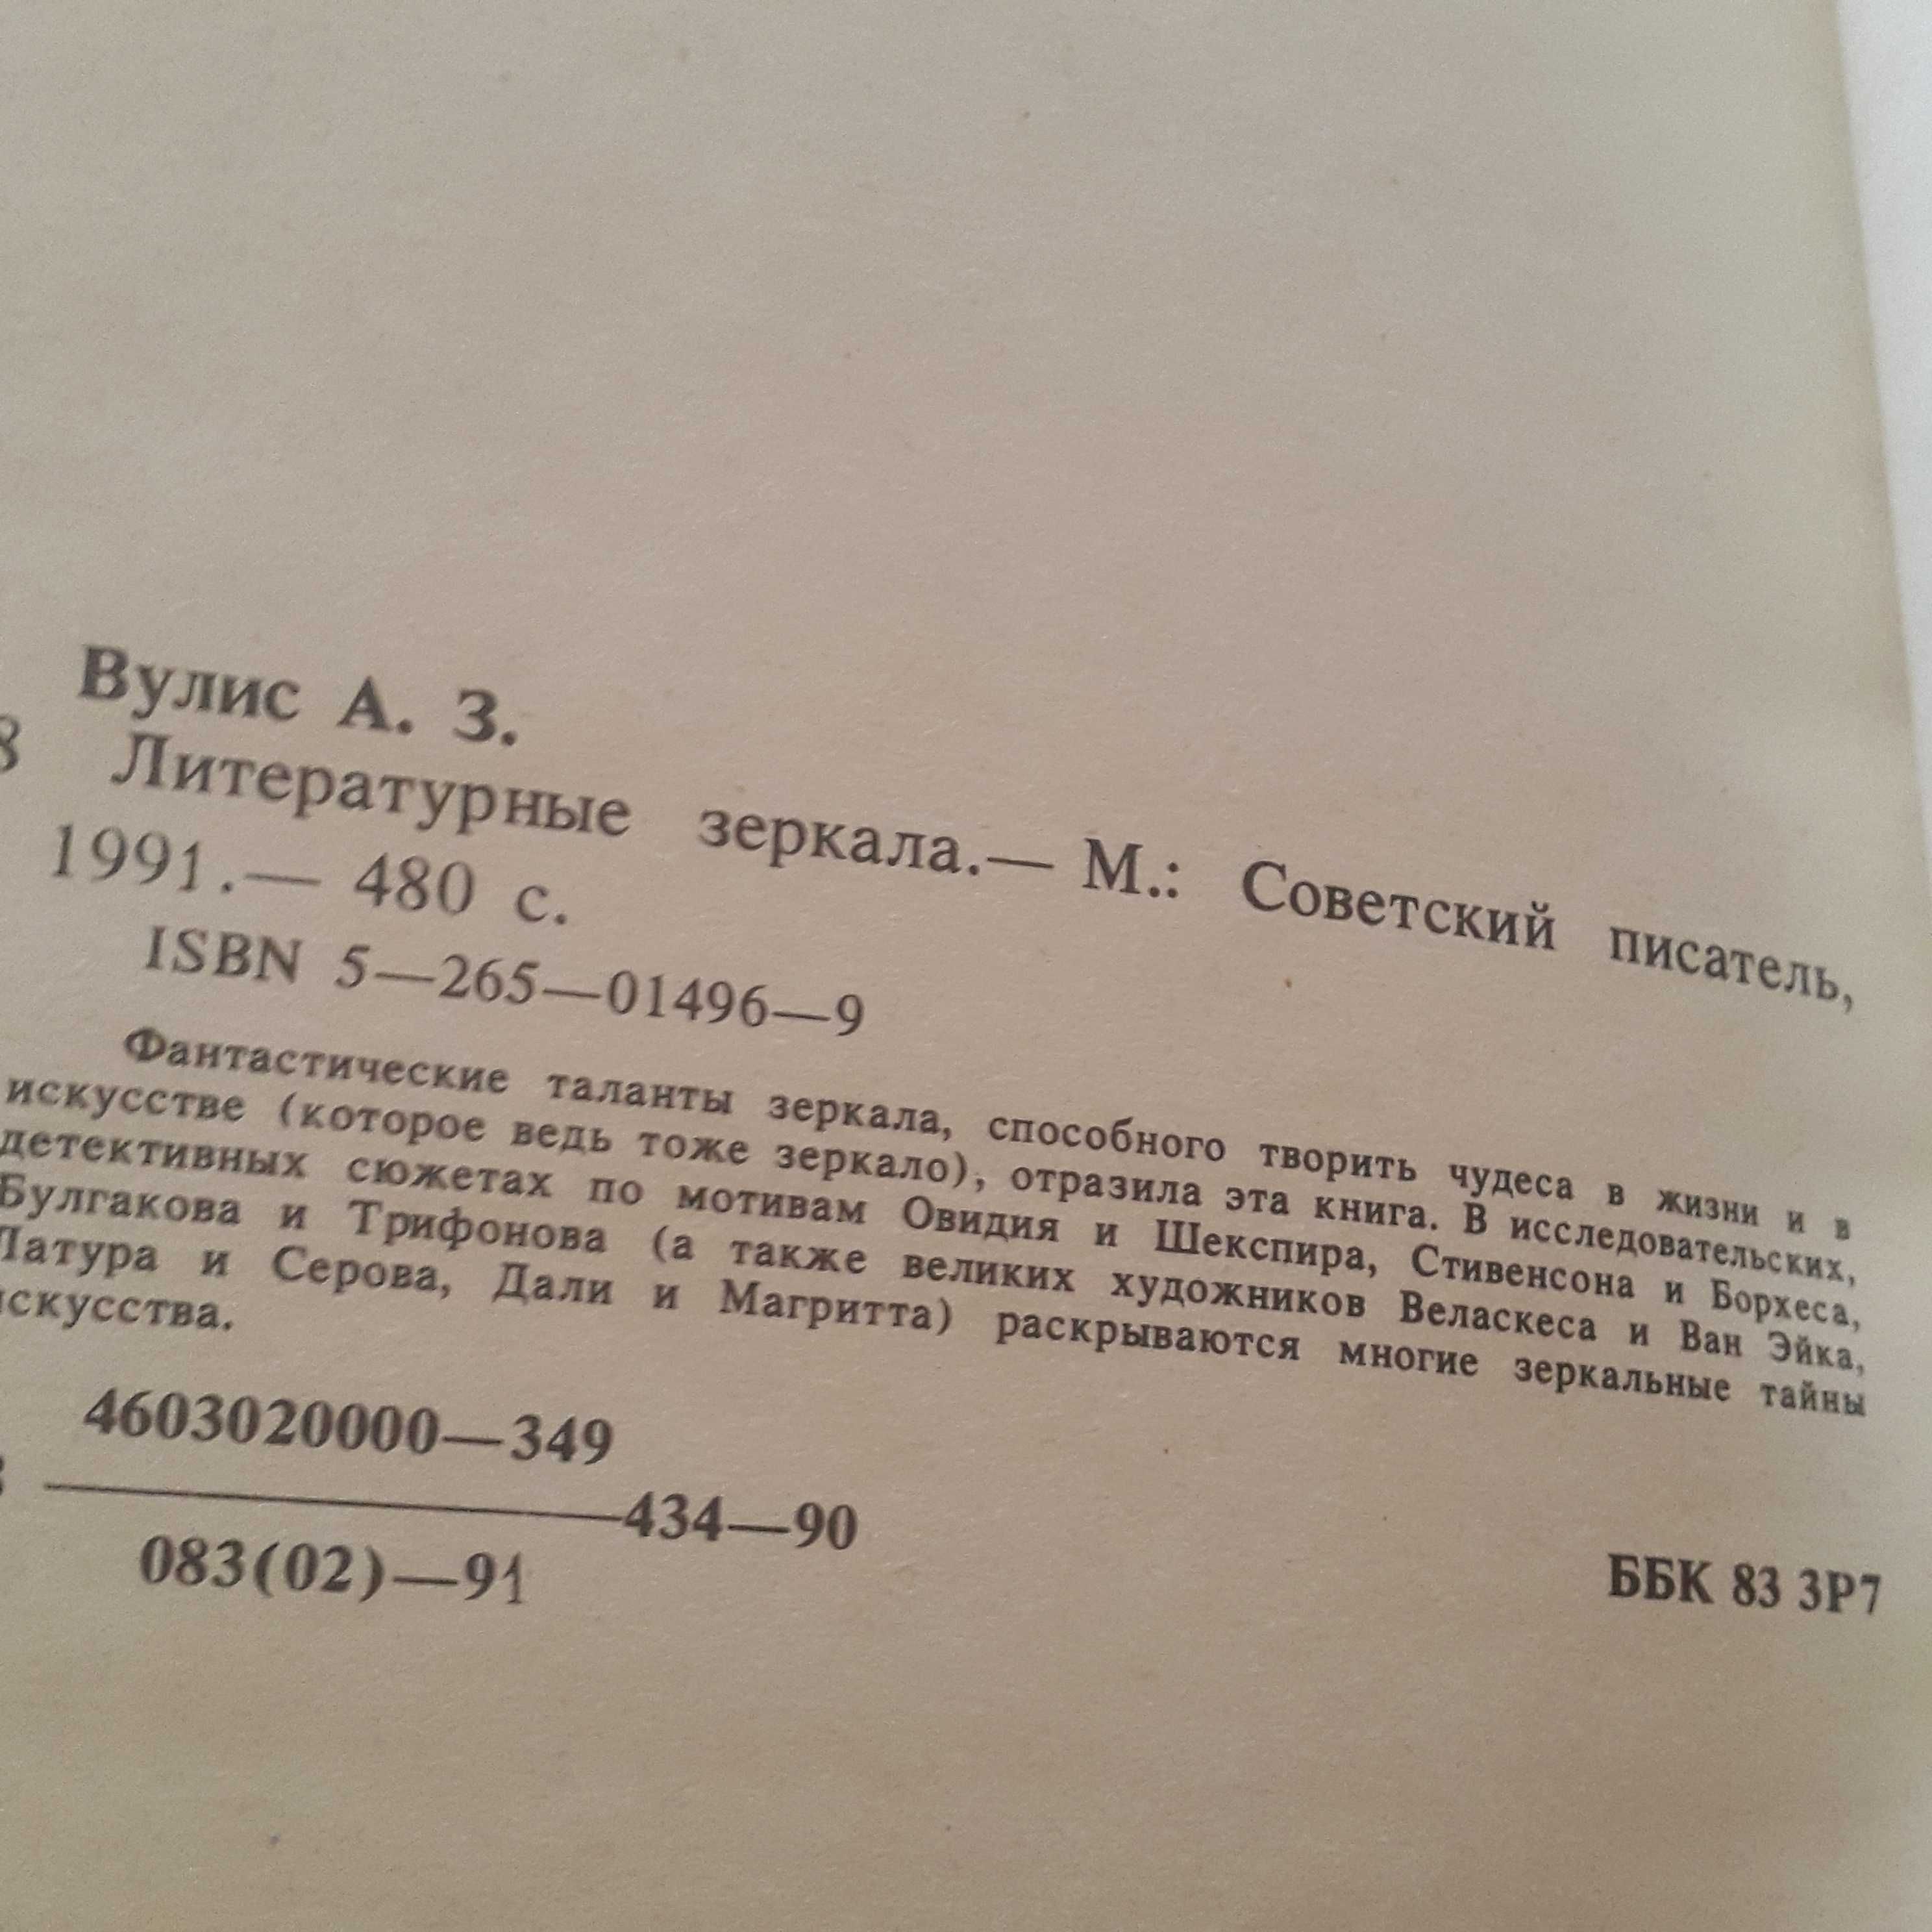 Вулис А. З.
Литературные зеркала.— М.: Советский писатель,
1991.— 480 с.
ISBN 5—265—01496—9
Фантастические таланты зеркала, способного творить чудеса в жизни и в
искусстве (которое ведь тоже зеркало), отразила эта книга. В исследовательских,
детективных сюжетах по мотивам Овидия и Шекспира, Стивенсона и Борхеса,
Булгакова и Трифонова (а также великих художников Веласкеса и Ван Эйка,
Латура и Серова, Дали и Магритта) раскрываются многие зеркальные тайны
искусства.
4603020000—349
434—90
083(02)—91
ББК 83 3Р7